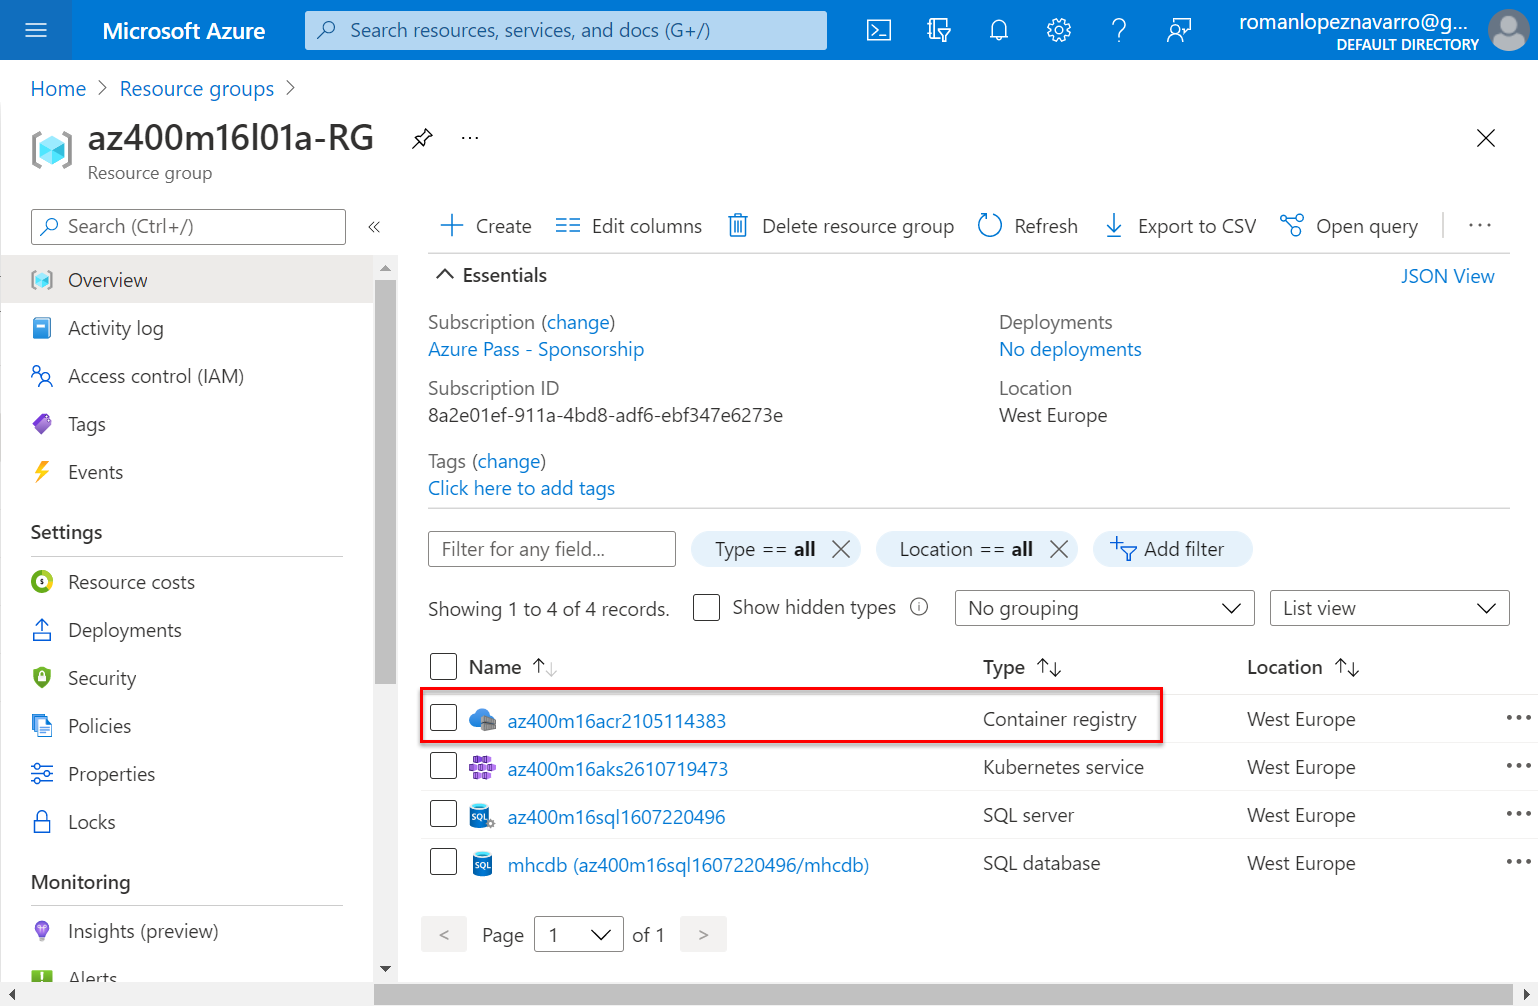 Microsoft Azure
Search resources, services, and docs (G+/)
romanlopeznavarro@g...
DEFAULT DIRECTORY
Home > Resource groups >
az400m16l01a-RG
Resource group
Search (Ctrl+/)
«
Create
Edit columns
Delete resource group
Refresh
Export to CSV
Open query
Overview
Activity log
Access control (IAM)
Tags
Events
Settings
Resource costs
Deployments
Security
Policies
Properties
Locks
Monitoring
Insights (preview)
Alerts
Essentials
JSON View
Subscription (change)
Azure Pass - Sponsorship
Subscription ID
8a2e01ef-911a-4bd8-adf6-ebf347e6273e
Deployments
No deployments
Location
West Europe
Tags (change)
Click here to add tags
Filter for any field...
Type == all
Location == all
Add filter
Showing 1 to 4 of 4 records.
Show hidden types
No grouping
List view
Name Type Location
az400m16acr2105114383 Container registry West Europe
az400m16aks2610719473 Kubernetes service West Europe
az400m16sql1607220496 SQL server West Europe
mhcdb (az400m16sql1607220496/mhcdb) SQL database West Europe
< Page 1 of 1 >